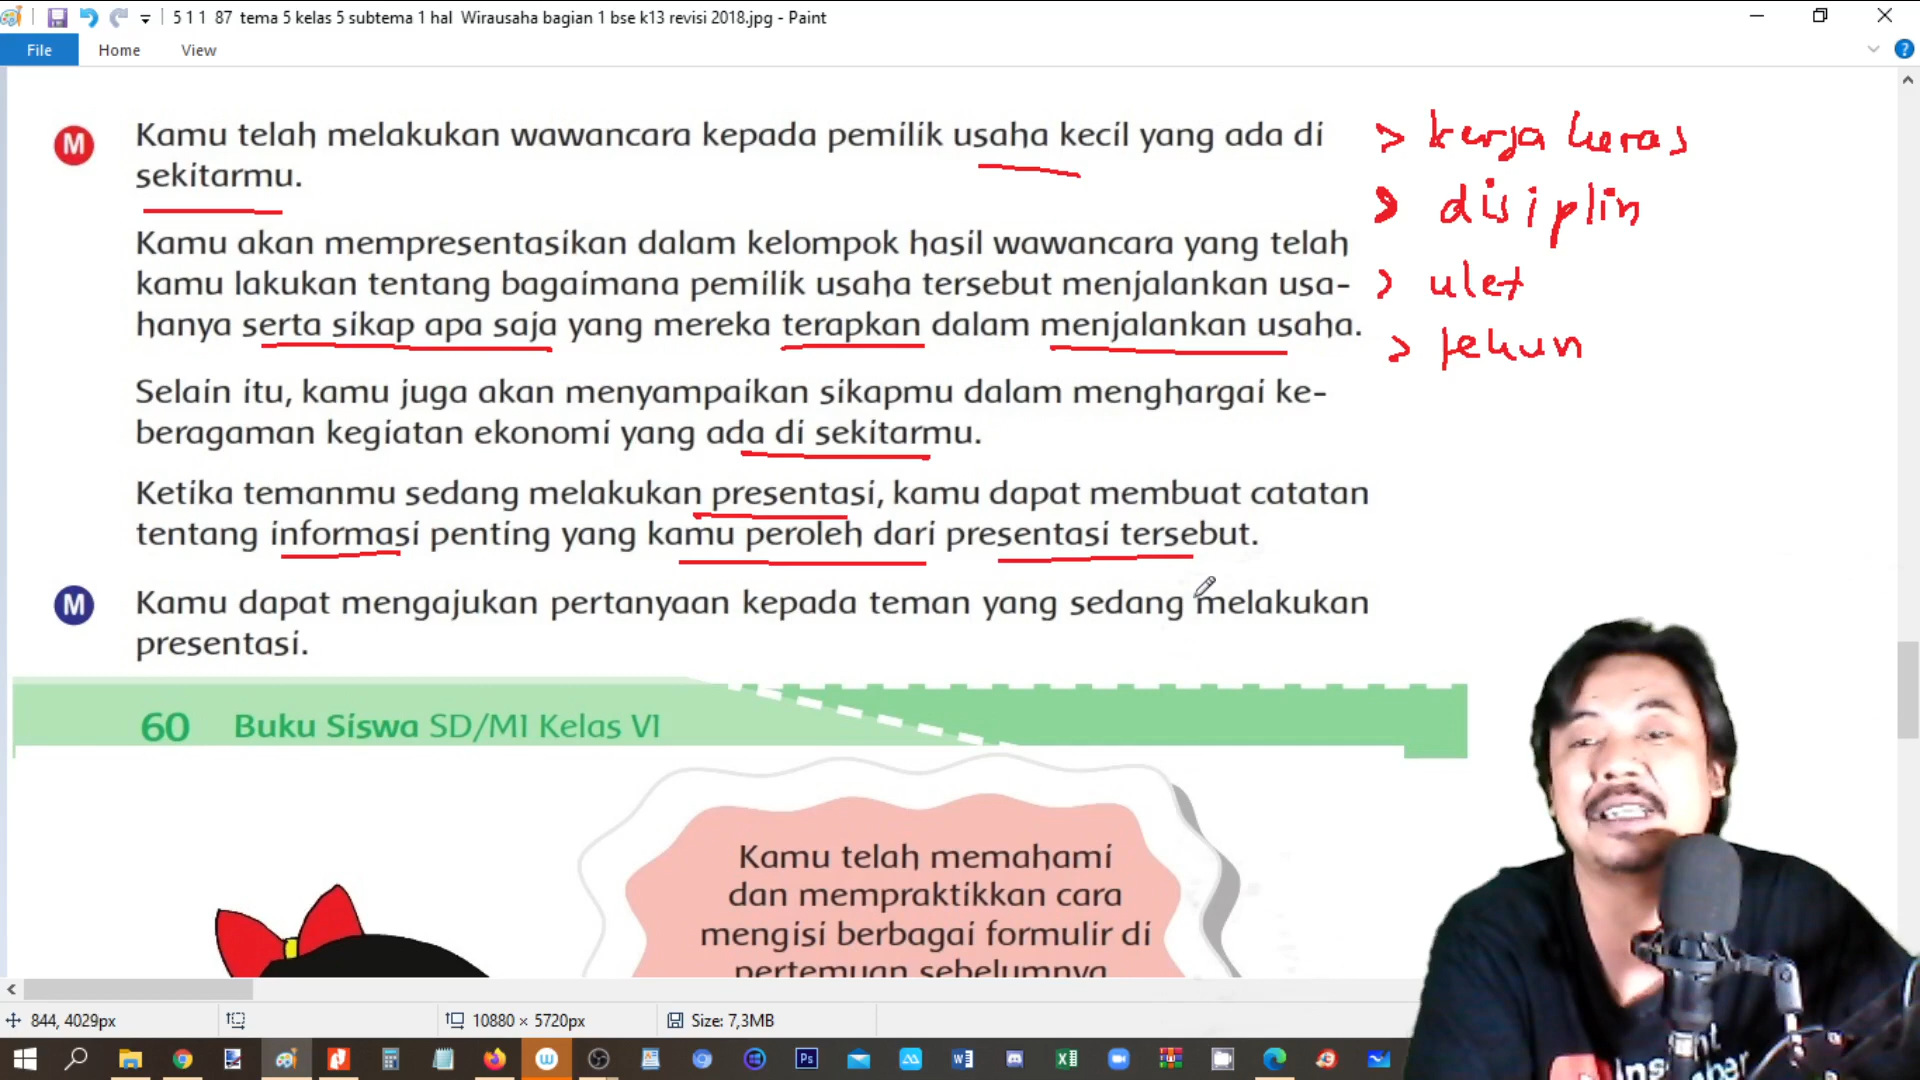 5 1 1 87 tema 5 kelas 5 subtema 1 hal Wirausaha bagian 1 bse k13 revisi 2018.jpg - Paint
File Home View
M Kamu telah melakukan wawancara kepada pemilik usaha kecil yang ada di
sekitarmu.
Kamu akan mempresentasikan dalam kelompok hasil wawancara yang telah
kamu lakukan tentang bagaimana pemilik usaha tersebut menjalankan usa-
hanya serta sikap apa saja yang mereka terapkan dalam menjalankan usaha.
Selain itu, kamu juga akan menyampaikan sikapmu dalam menghargai ke-
beragaman kegiatan ekonomi yang ada di sekitarmu.
Ketika temanmu sedang melakukan presentasi, kamu dapat membuat catatan
tentang informasi penting yang kamu peroleh dari presentasi tersebut.
M Kamu dapat mengajukan pertanyaan kepada teman yang sedang melakukan
presentasi.
> kerja keras
> disiplin
> ulet
> tekun
60 Buku Siswa SD/MI Kelas VI
Kamu telah memahami
dan mempraktikkan cara
mengisi berbagai formulir di
pertemuan sebelumnya
844, 4029px
10880 × 5720px
Size: 7,3MB
Ps